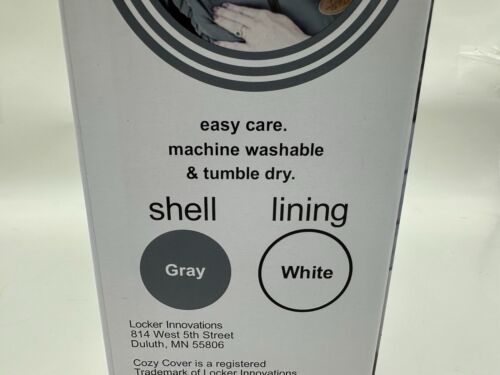 easy care.
machine washable
& tumble dry.
shell lining
Gray White
Locker Innovations
814 West 5th Street
Duluth, MN 55806
Cozy Cover is a registered
Trademark of Locker Innovations